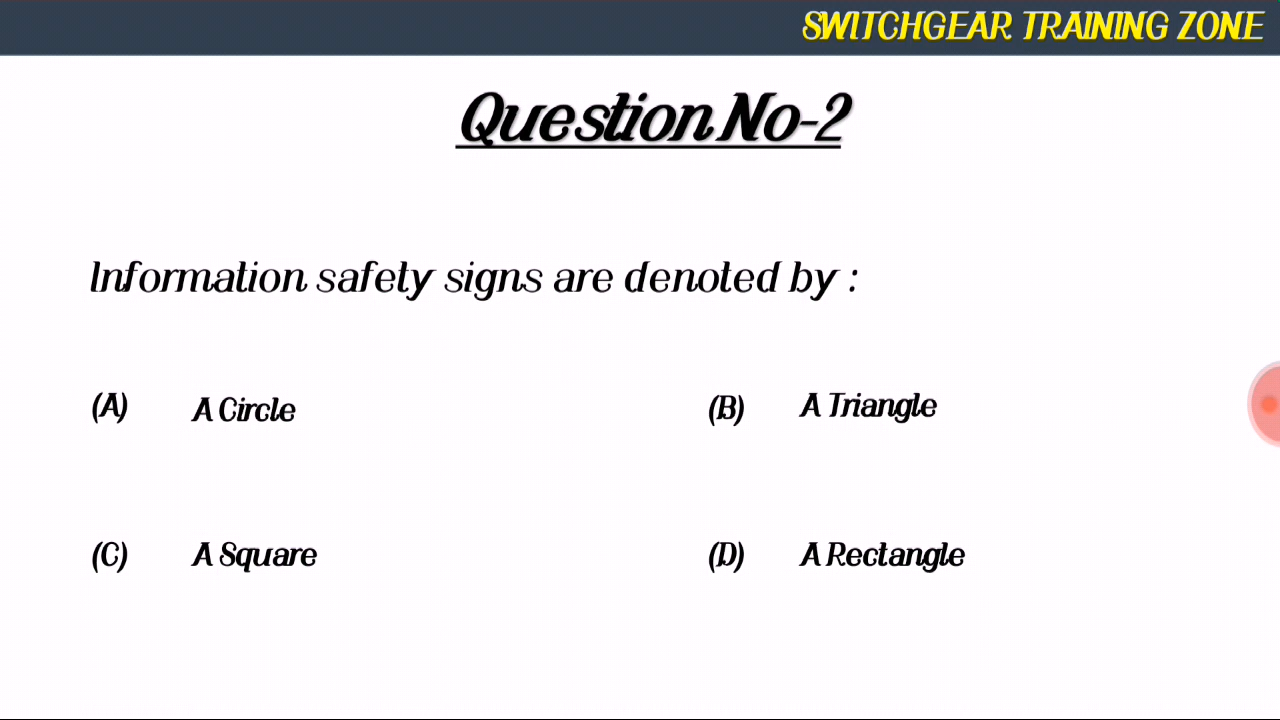 SWITCHGEAR TRAINING ZONE
Question No-2
Information safety signs are denoted by :
(A) A Circle
(B) A Triangle
(C) A Square
(D) A Rectangle